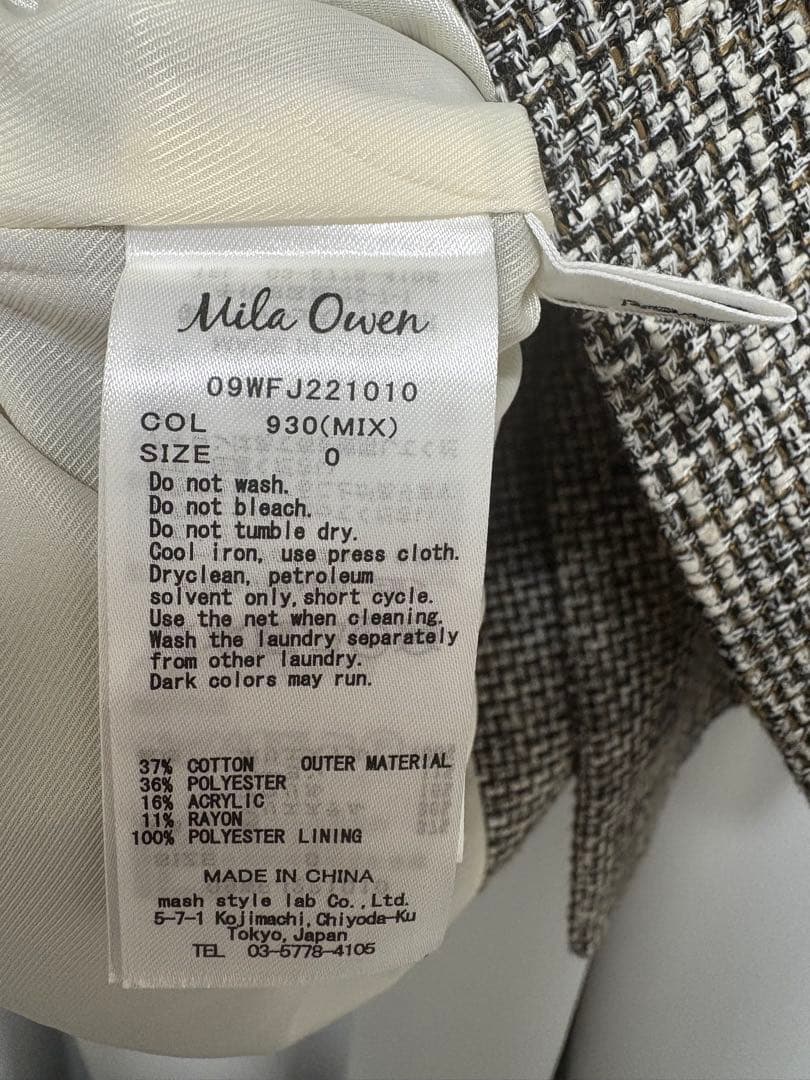 Mila Owen
09WFJ221010
COL 930(MIX)
SIZE 0
Do not wash.
Do not bleach.
Do not tumble dry.
Cool iron, use press cloth.
Dryclean, petroleum
solvent only, short cycle.
Use the net when cleaning.
Wash the laundry separately
from other laundry.
Dark colors may run.
37% COTTON OUTER MATERIAL
36% POLYESTER
16% ACRYLIC
11% RAYON
100% POLYESTER LINING
MADE IN CHINA
mash style lab Co.,Ltd.
5-7-1 Kojimachi, Chiyoda-Ku
Tokyo, Japan
TEL 03-5778-4105